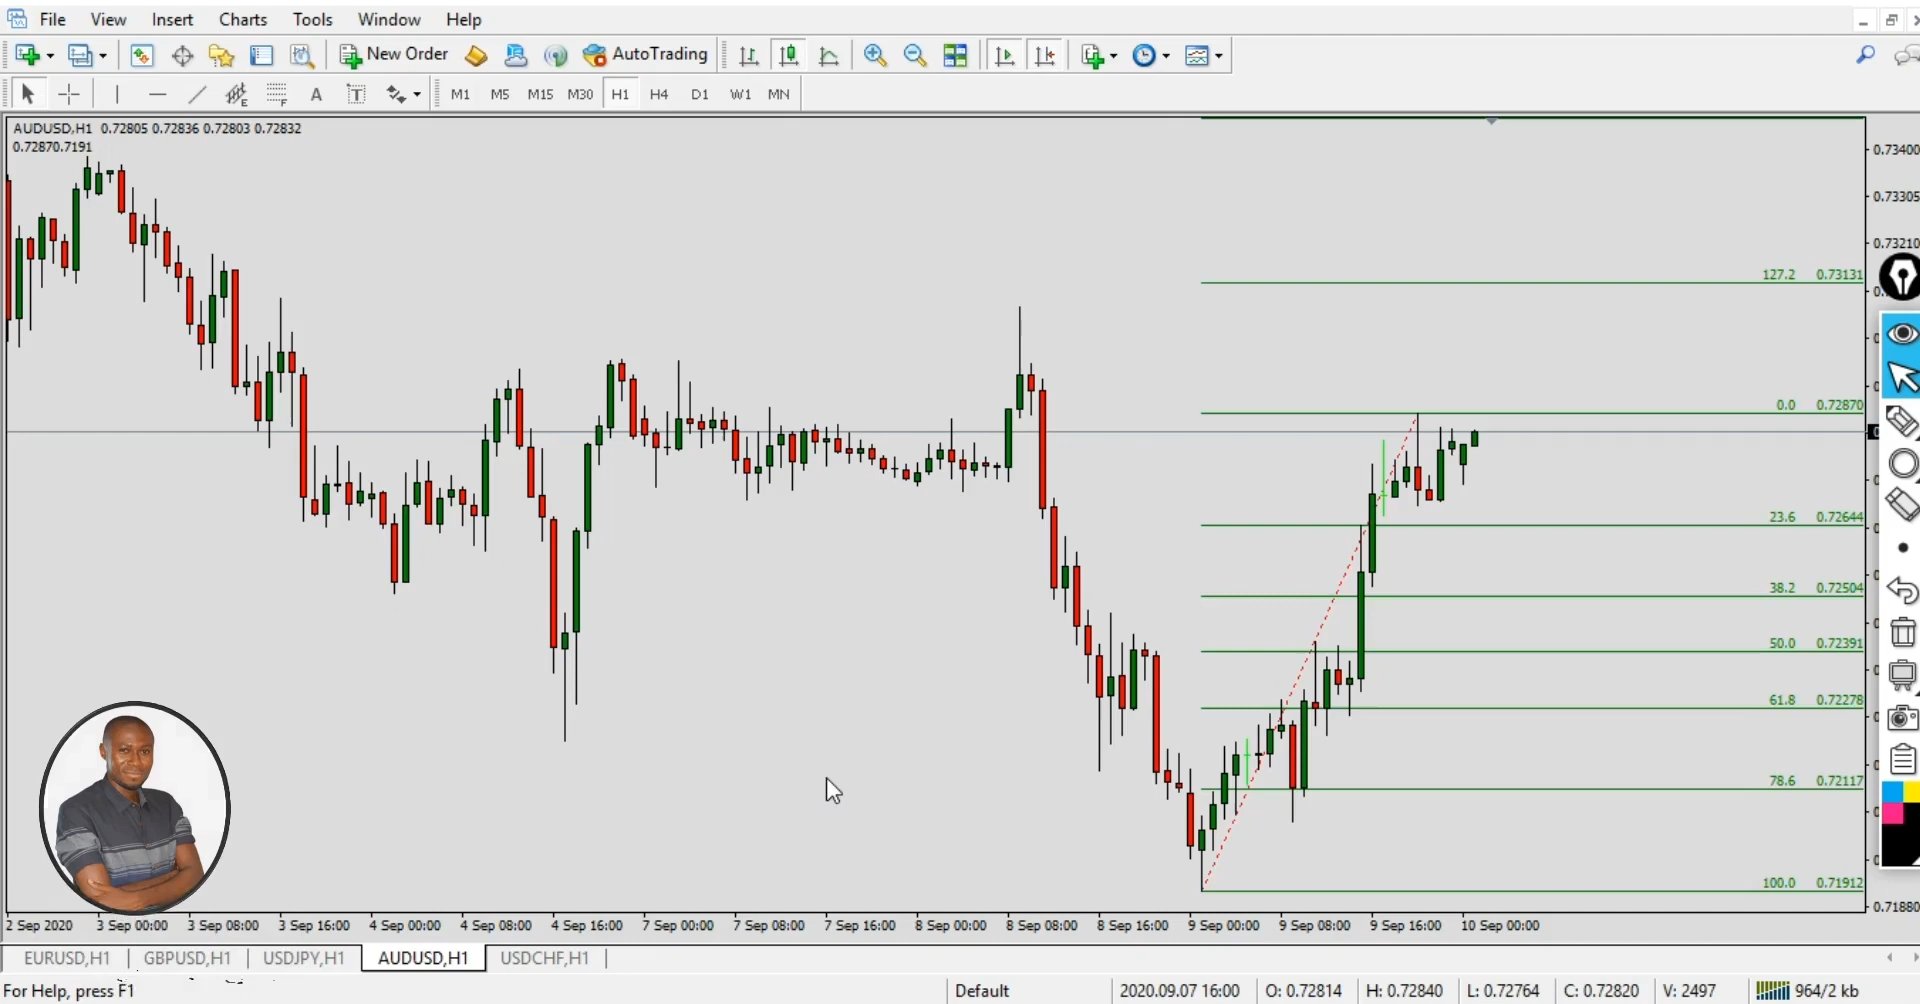 File View Insert Charts Tools Window Help
New Order AutoTrading
E F A T
M1 M5 M15 M30 H1 H4 D1 W1 MN
AUDUSD,H1 0.72805 0.72836 0.72803 0.72832
0.72870.7191
0.73400
0.73305
0.73210
127.2 0.73131
0.0 0.72870
23.6 0.72644
38.2 0.72504
50.0 0.72391
61.8 0.72278
78.6 0.72117
100.0 0.71912
0.71880
2 Sep 2020 3 Sep 00:00 3 Sep 08:00 3 Sep 16:00 4 Sep 00:00 4 Sep 08:00 4 Sep 16:00 7 Sep 00:00 7 Sep 08:00 7 Sep 16:00 8 Sep 00:00 8 Sep 08:00 8 Sep 16:00 9 Sep 00:00 9 Sep 08:00 9 Sep 16:00 10 Sep 00:00
EURUSD,H1 GBPUSD,H1 USDJPY,H1 AUDUSD,H1 USDCHF,H1
For Help, press F1 Default 2020.09.07 16:00 O: 0.72814 H: 0.72840 L: 0.72764 C: 0.72820 V: 2497 964/2 kb